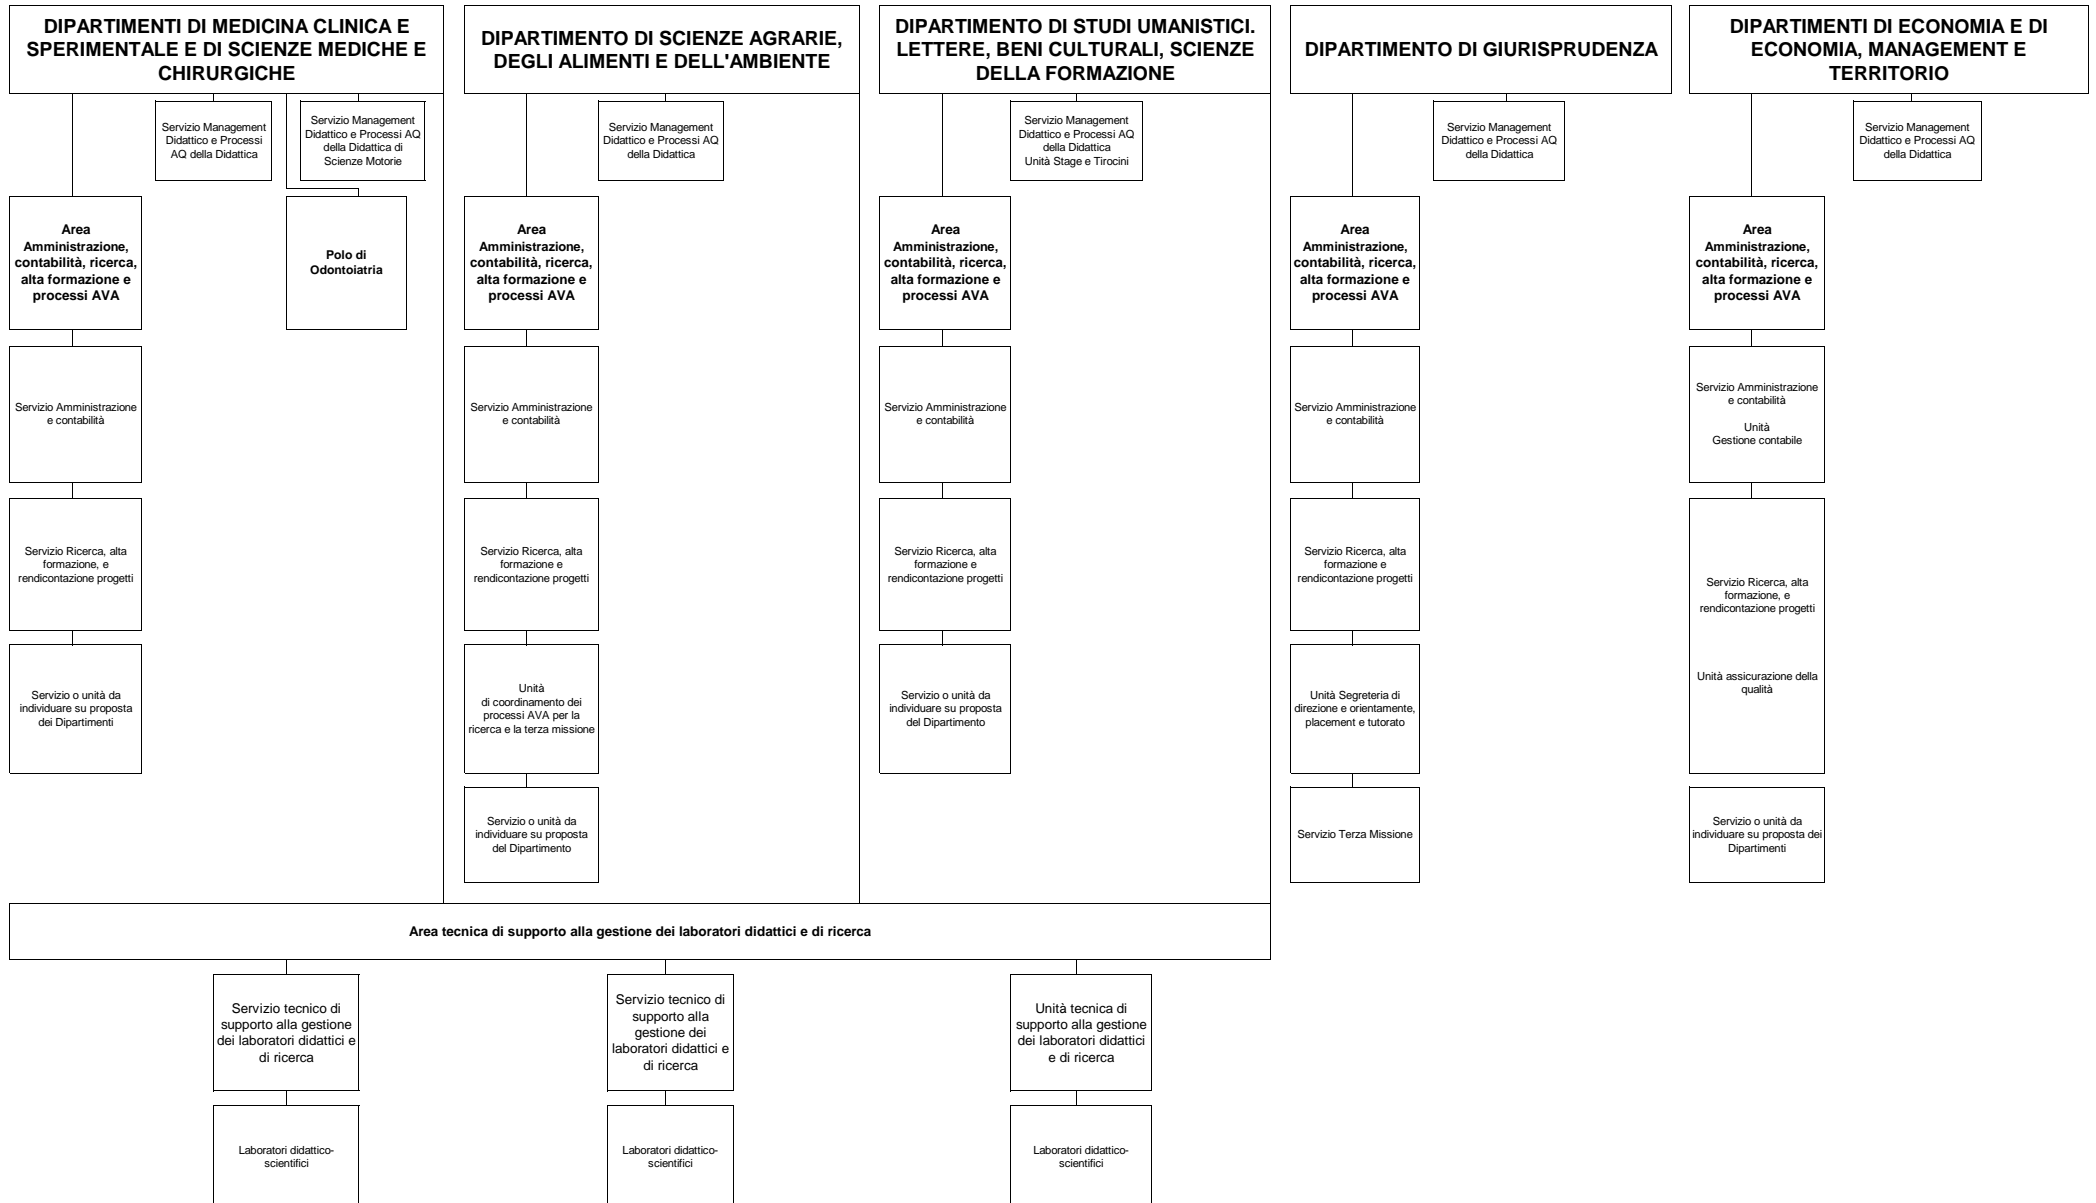 DIPARTIMENTI DI MEDICINA CLINICA E
SPERIMENTALE E DI SCIENZE MEDICHE E
CHIRURGICHE
DIPARTIMENTO DI SCIENZE AGRARIE,
DEGLI ALIMENTI E DELL'AMBIENTE
DIPARTIMENTO DI STUDI UMANISTICI.
LETTERE, BENI CULTURALI, SCIENZE
DELLA FORMAZIONE
DIPARTIMENTO DI GIURISPRUDENZA
DIPARTIMENTI DI ECONOMIA E DI
ECONOMIA, MANAGEMENT E
TERRITORIO
Servizio Management
Didattico e Processi
AQ della Didattica
Servizio Management
Didattico e Processi AQ
della Didattica di
Scienze Motorie
Servizio Management
Didattico e Processi AQ
della Didattica
Servizio Management
Didattico e Processi AQ
della Didattica
Unità Stage e Tirocini
Servizio Management
Didattico e Processi AQ
della Didattica
Servizio Management
Didattico e Processi AQ
della Didattica
Area
Amministrazione,
contabilità, ricerca,
alta formazione e
processi AVA
Polo di
Odontoiatria
Area
Amministrazione,
contabilità, ricerca,
alta formazione e
processi AVA
Area
Amministrazione,
contabilità, ricerca,
alta formazione e
processi AVA
Area
Amministrazione,
contabilità, ricerca,
alta formazione e
processi AVA
Area
Amministrazione,
contabilità, ricerca,
alta formazione e
processi AVA
Servizio Amministrazione
e contabilità
Servizio Amministrazione
e contabilità
Servizio Amministrazione
e contabilità
Servizio Amministrazione
e contabilità
Servizio Amministrazione
e contabilità
Unità
Gestione contabile
Servizio Ricerca, alta
formazione, e
rendicontazione progetti
Servizio Ricerca, alta
formazione e
rendicontazione progetti
Servizio Ricerca, alta
formazione e
rendicontazione progetti
Servizio Ricerca, alta
formazione e
rendicontazione progetti
Servizio Ricerca, alta
formazione, e
rendicontazione progetti
Unità assicurazione della
qualità
Servizio o unità da
individuare su proposta
dei Dipartimenti
Unità
di coordinamento dei
processi AVA per la
ricerca e la terza missione
Servizio o unità da
individuare su proposta
del Dipartimento
Unità Segreteria di
direzione e orientamente,
placement e tutorato
Servizio o unità da
individuare su proposta
del Dipartimento
Servizio Terza Missione
Servizio o unità da
individuare su proposta dei
Dipartimenti
Area tecnica di supporto alla gestione dei laboratori didattici e di ricerca
Servizio tecnico di
supporto alla gestione
dei laboratori didattici e
di ricerca
Servizio tecnico di
supporto alla
gestione dei
laboratori didattici e
di ricerca
Unità tecnica di
supporto alla gestione
dei laboratori didattici
e di ricerca
Laboratori didattico-
scientifici
Laboratori didattico-
scientifici
Laboratori didattico-
scientifici